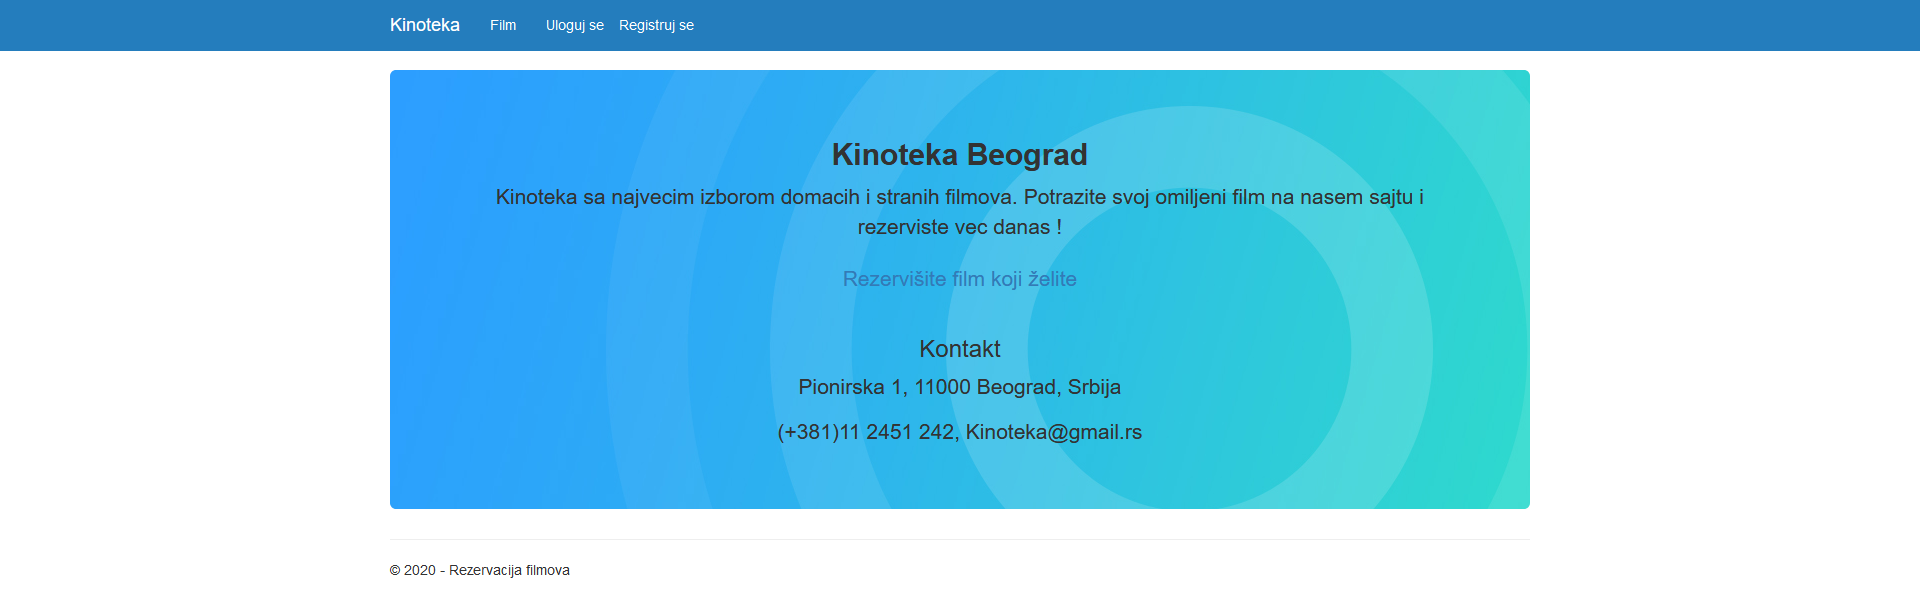 Kinoteka Film Uloguj se Registruj se
Kinoteka Beograd
Kinoteka sa najvecim izborom domacih i stranih filmova. Potrazite svoj omiljeni film na nasem sajtu i
rezerviste vec danas !
Rezervišite film koji želite
Kontakt
Pionirska 1, 11000 Beograd, Srbija
(+381)11 2451 242, Kinoteka@gmail.rs
© 2020 - Rezervacija filmova